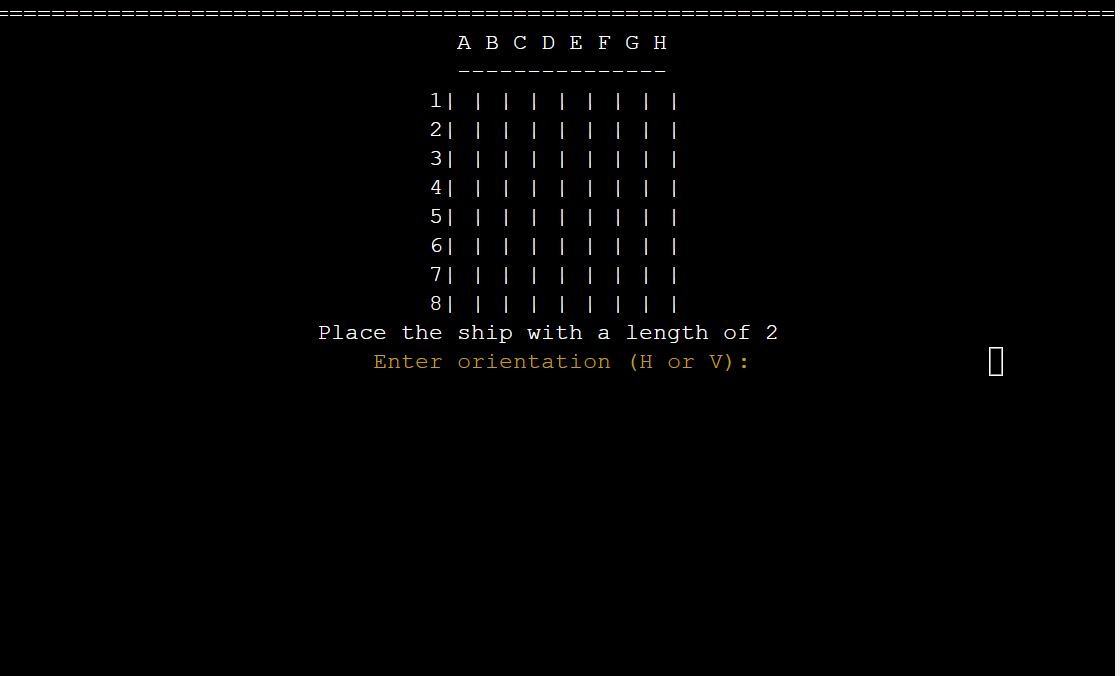 ================================================================================
A B C D E F G H
---------------
1| | | | | | | | |
2| | | | | | | | |
3| | | | | | | | |
4| | | | | | | | |
5| | | | | | | | |
6| | | | | | | | |
7| | | | | | | | |
8| | | | | | | | |
Place the ship with a length of 2
Enter orientation (H or V):